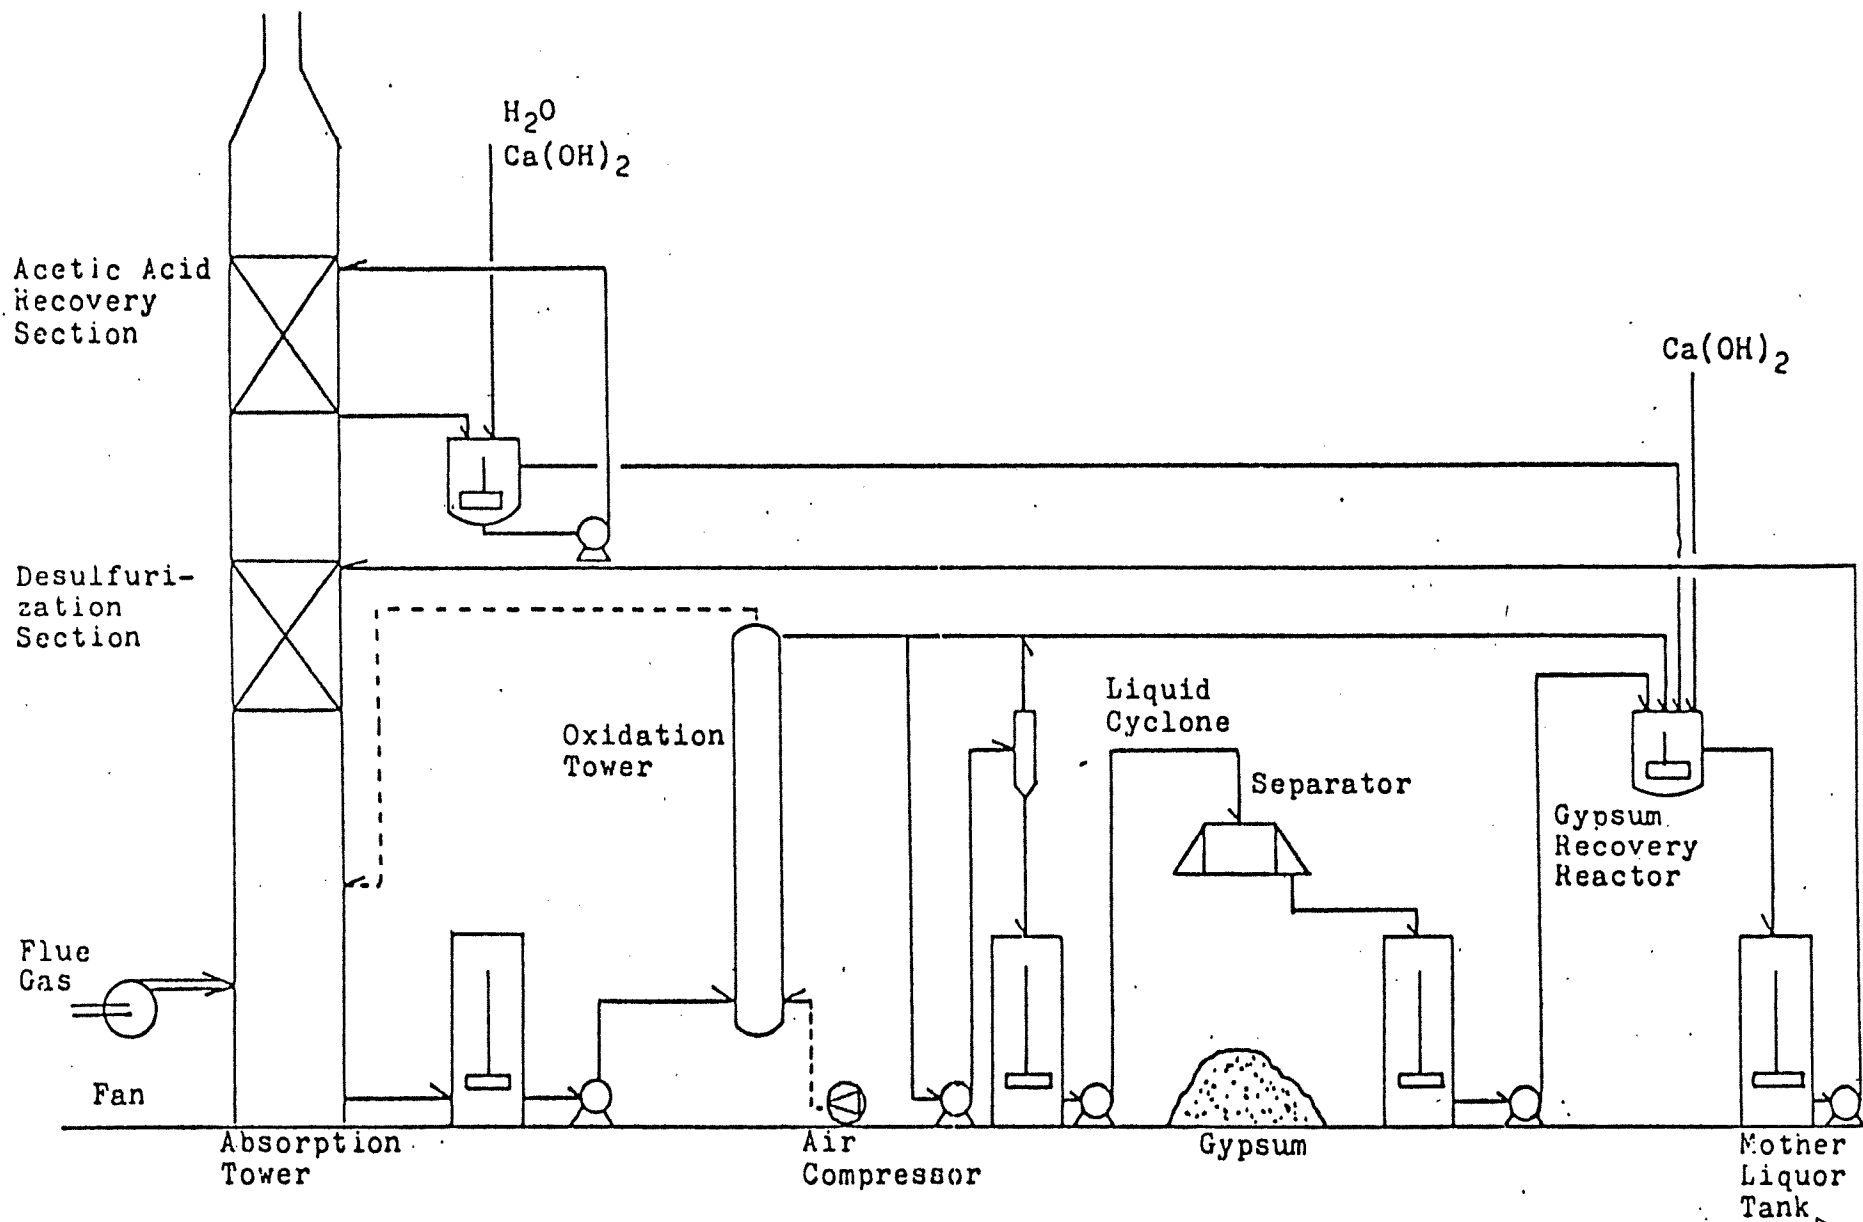 H₂O
Ca(OH)₂
Acetic Acid
Recovery
Section
Ca(OH)₂
Desulfuri-
zation
Section
Liquid
Cyclone
Oxidation
Tower
Separator
Gypsum
Recovery
Reactor
Flue
Gas
Fan
Absorption
Tower
Air
Compressor
Gypsum
Mother
Liquor
Tank